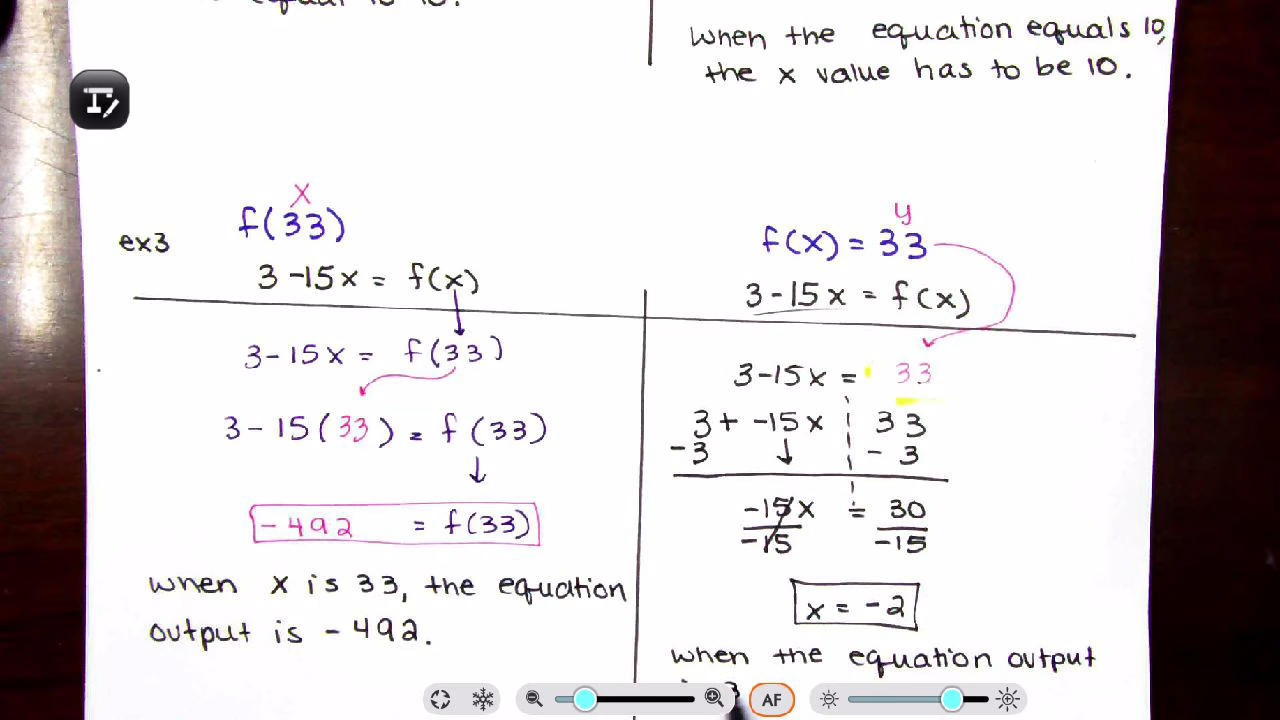 When the equation equals 10,
the x value has to be 10.
ex3
x
f(33)
3-15x = f(x)
3-15x = f(33)
3-15(33) = f(33)
-492 = f(33)
when x is 33, the equation
output is -492.
y
f(x) = 33
3-15x = f(x)
3-15x = 33
3+ -15x 33
-3 - 3
-15x = 30
-15 -15
x = -2
when the equation output
AF